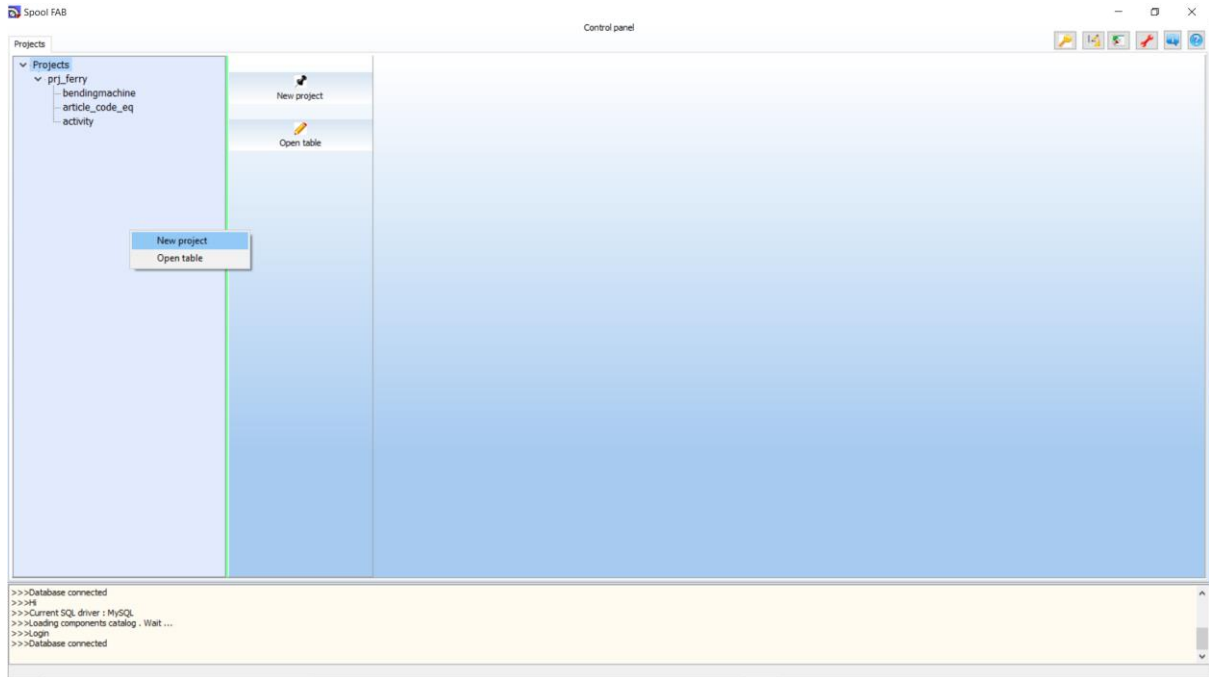 Spool FAB
Control panel
Projects
Projects
prj_ferry
bendingmachine
article_code_eq
activity
New project
Open table
New project
Open table
>>>Database connected
>>>Hi
>>>Current SQL driver : MySQL
>>>Loading components catalog . Wait ...
>>>Login
>>>Database connected